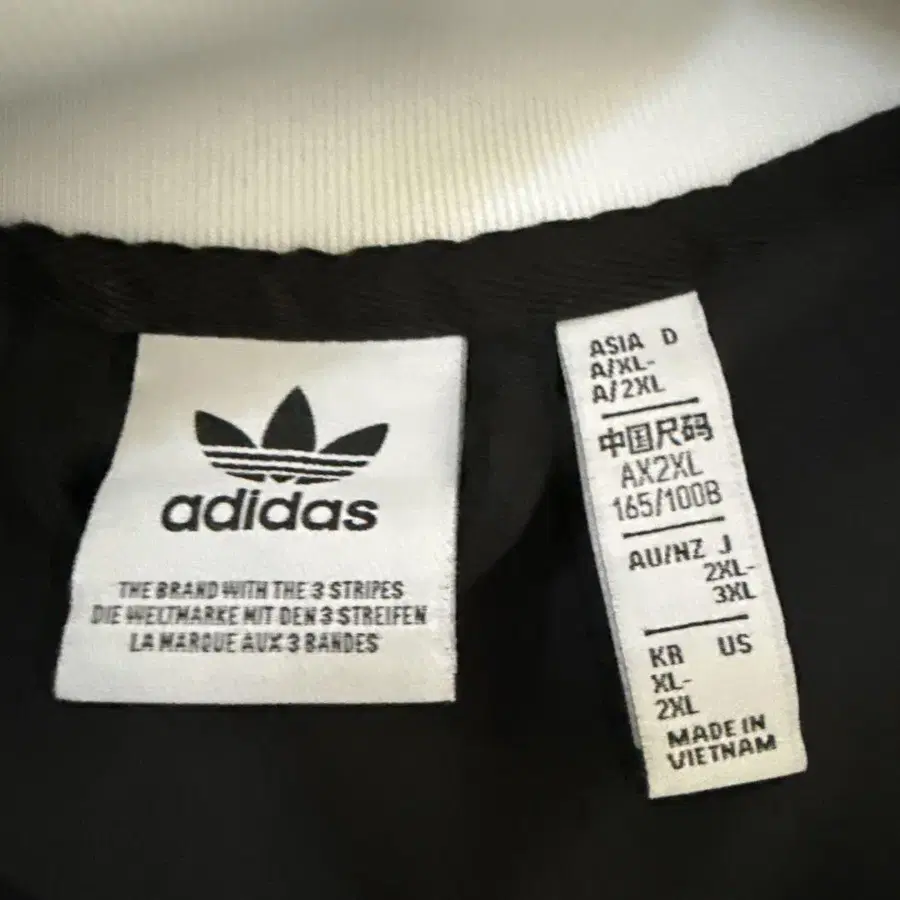 adidas
THE BRAND WITH THE 3 STRIPES
DIE WELTMARKE MIT DEN 3 STREIFEN
LA MARQUE AUX 3 BANDES
ASIA D
A/XL-
A/2XL
中国尺码
AX2XL
165/100B
AU/NZ J
2XL-
3XL
KR US
XL-
2XL
MADE IN
VIETNAM